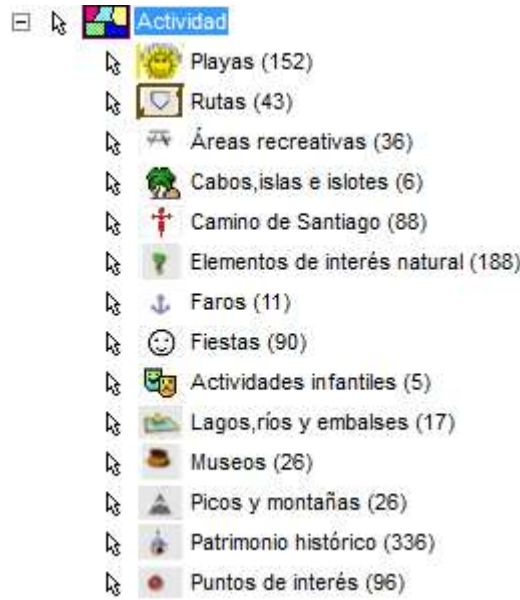 Actividad
Playas (152)
Rutas (43)
Áreas recreativas (36)
Cabos,islas e islotes (6)
Camino de Santiago (88)
Elementos de interés natural (188)
Faros (11)
Fiestas (90)
Actividades infantiles (5)
Lagos,ríos y embalses (17)
Museos (26)
Picos y montañas (26)
Patrimonio histórico (336)
Puntos de interés (96)